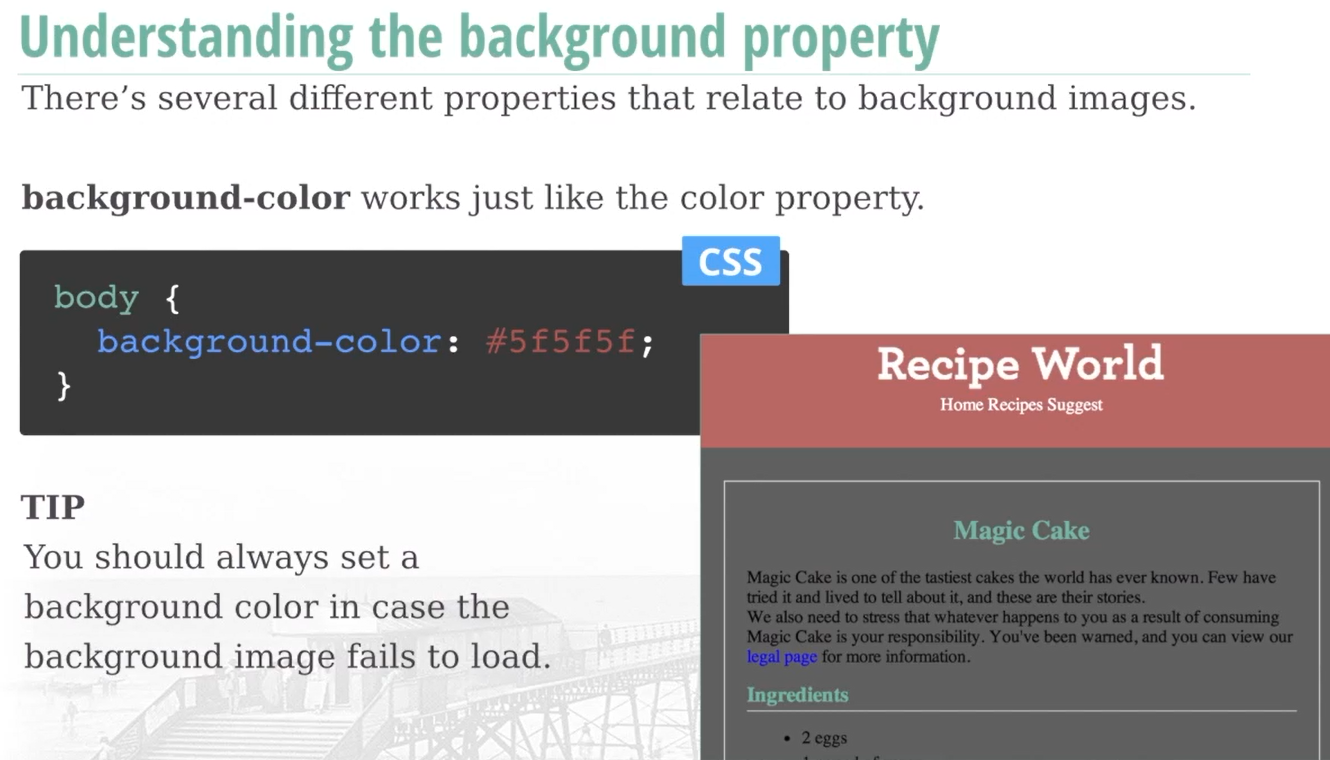 Understanding the background property
There’s several different properties that relate to background images.
background-color works just like the color property.
CSS
body {
background-color: #5f5f5f;
}
TIP
You should always set a
background color in case the
background image fails to load.
Recipe World
Home Recipes Suggest
Magic Cake
Magic Cake is one of the tastiest cakes the world has ever known. Few have
tried it and lived to tell about it, and these are their stories.
We also need to stress that whatever happens to you as a result of consuming
Magic Cake is your responsibility. You've been warned, and you can view our
legal page for more information.
Ingredients
• 2 eggs